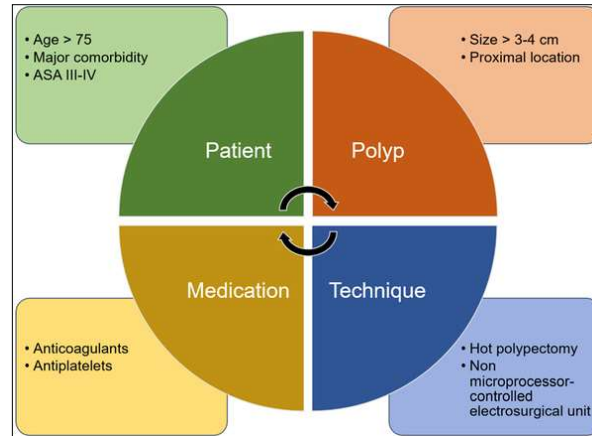 • Age > 75
• Major comorbidity
• ASA III-IV
• Size > 3-4 cm
• Proximal location
Patient
Polyp
Medication
Technique
• Anticoagulants
• Antiplatelets
• Hot polypectomy
• Non
microprocessor-
controlled
electrosurgical unit